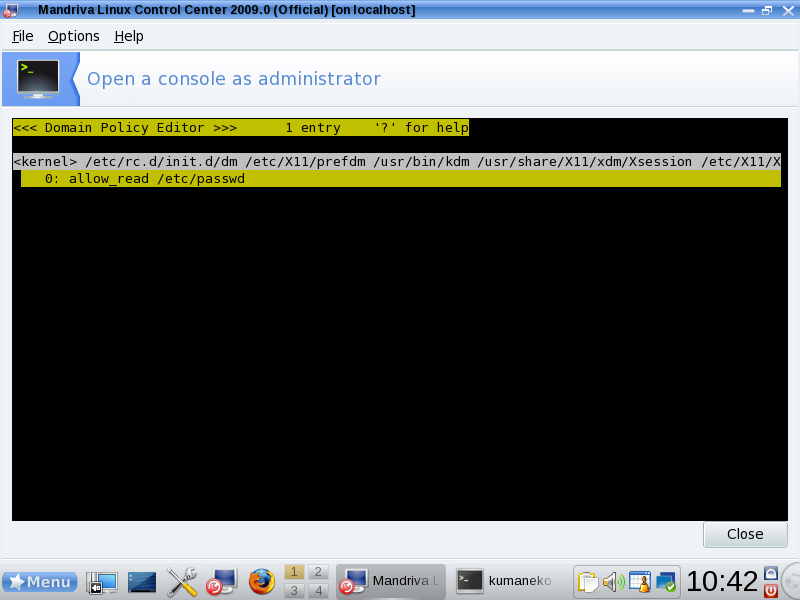 Mandriva Linux Control Center 2009.0 (Official) [on localhost]
File Options Help
>_
Open a console as administrator
<<< Domain Policy Editor >>>      1 entry    '?' for help
<kernel> /etc/rc.d/init.d/dm /etc/X11/prefdm /usr/bin/kdm /usr/share/X11/xdm/Xsession /etc/X11/X
0: allow_read /etc/passwd
Close
Menu 1 2 3 4 Mandriva L kumaneko 10:42